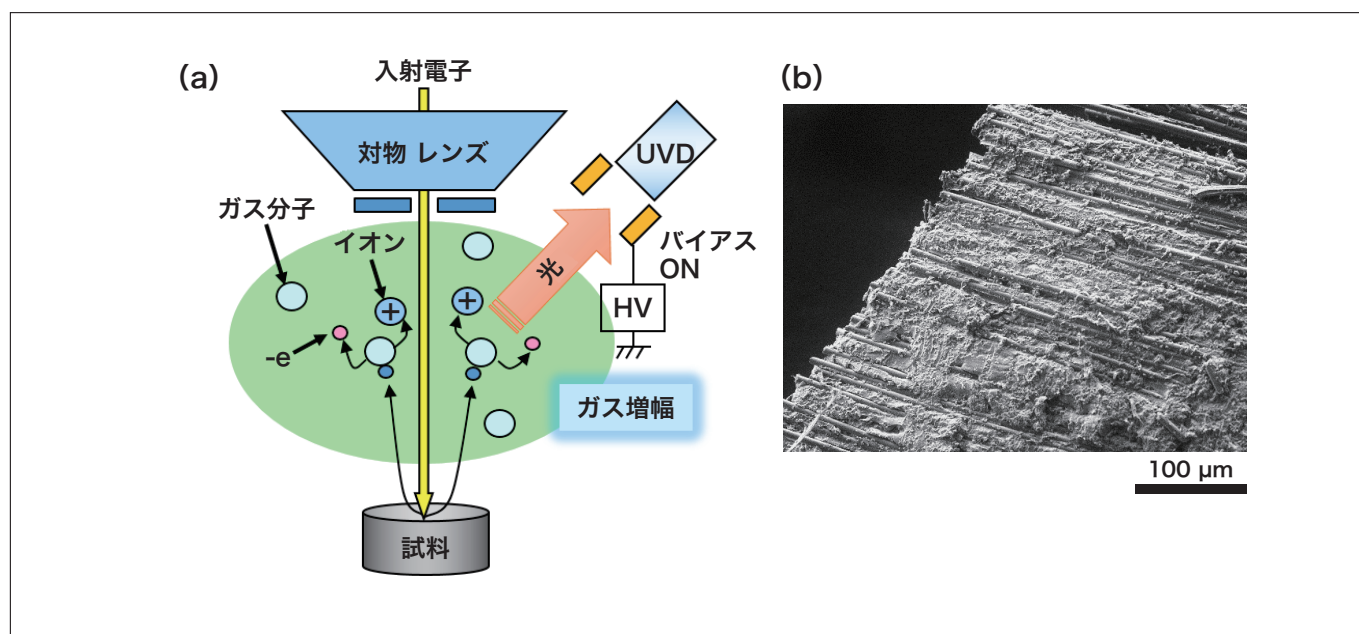 (a)
入射電子
対物 レンズ
UVD
ガス分子
イオン
バイアス
ON
光
HV
+
+
-e
ガス増幅
試料
(b)
100 μm